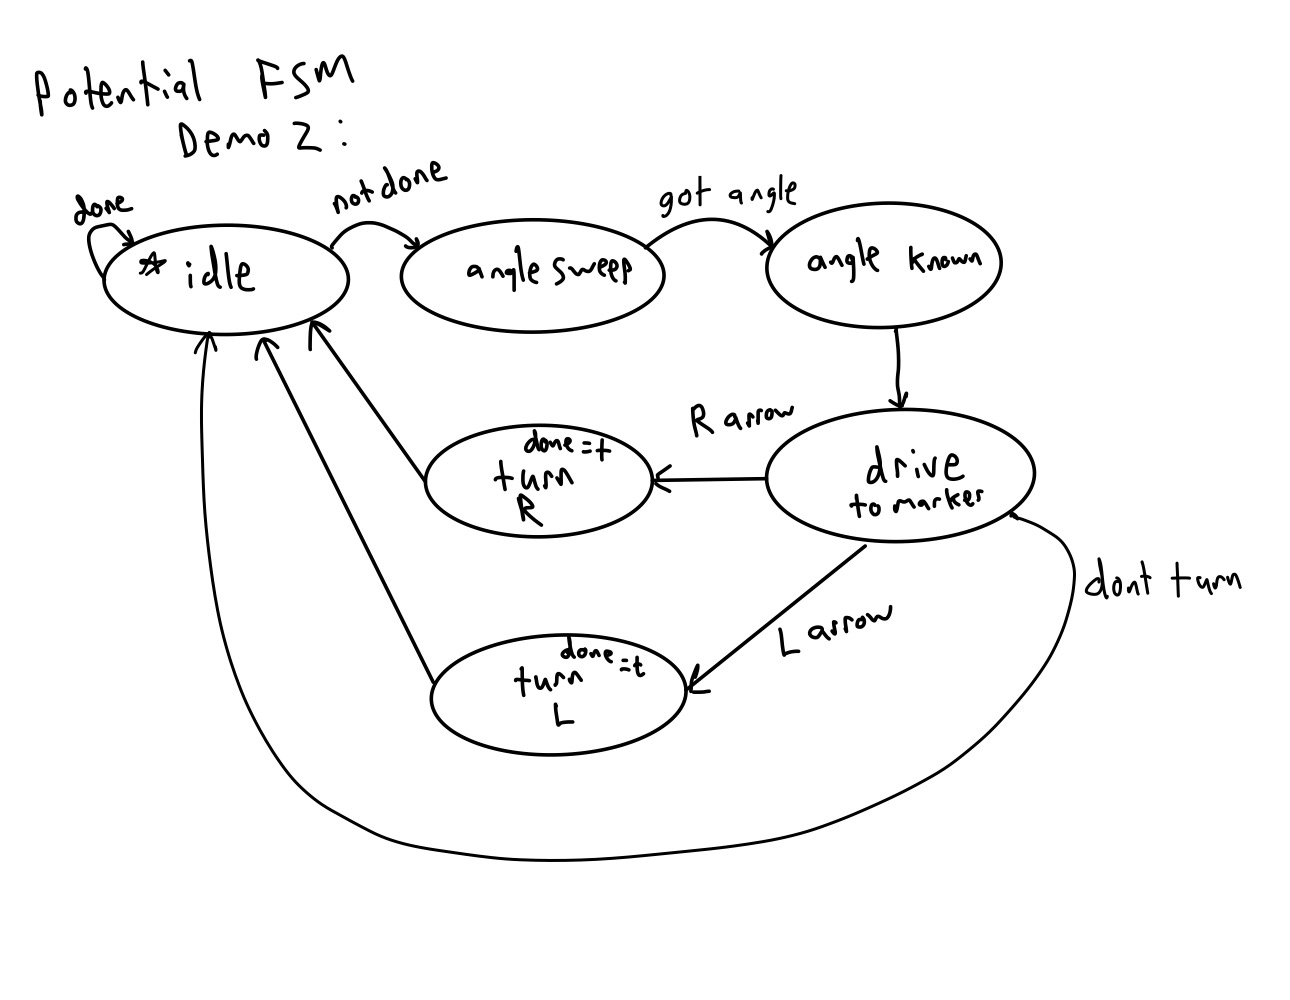 Potential FSM
Demo 2:
done
not done
got angle
* idle
angle sweep
angle known
R arrow
done = t
turn
R
drive
to marker
dont turn
L arrow
done = t
turn
L